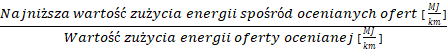 Najniższa wartość zużycia energii spośród ocenianych ofert [MJ/km]
Wartość zużycia energii oferty ocenianej [MJ/km]